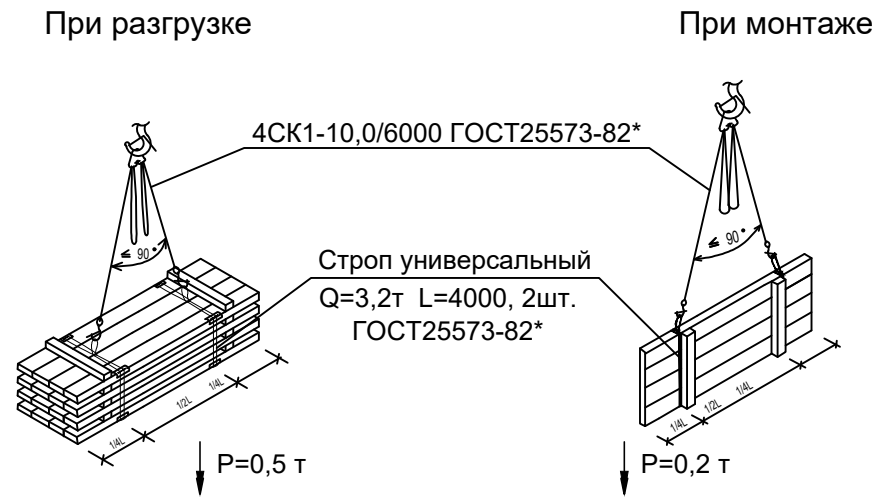 При разгрузке
При монтаже
4СК1-10,0/6000 ГОСТ25573-82*
≤ 90°
≤ 90°
Строп универсальный
Q=3,2т L=4000, 2шт.
ГОСТ25573-82*
1/4L
1/2L
1/4L
1/4L
1/2L
1/4L
P=0,5 т
P=0,2 т